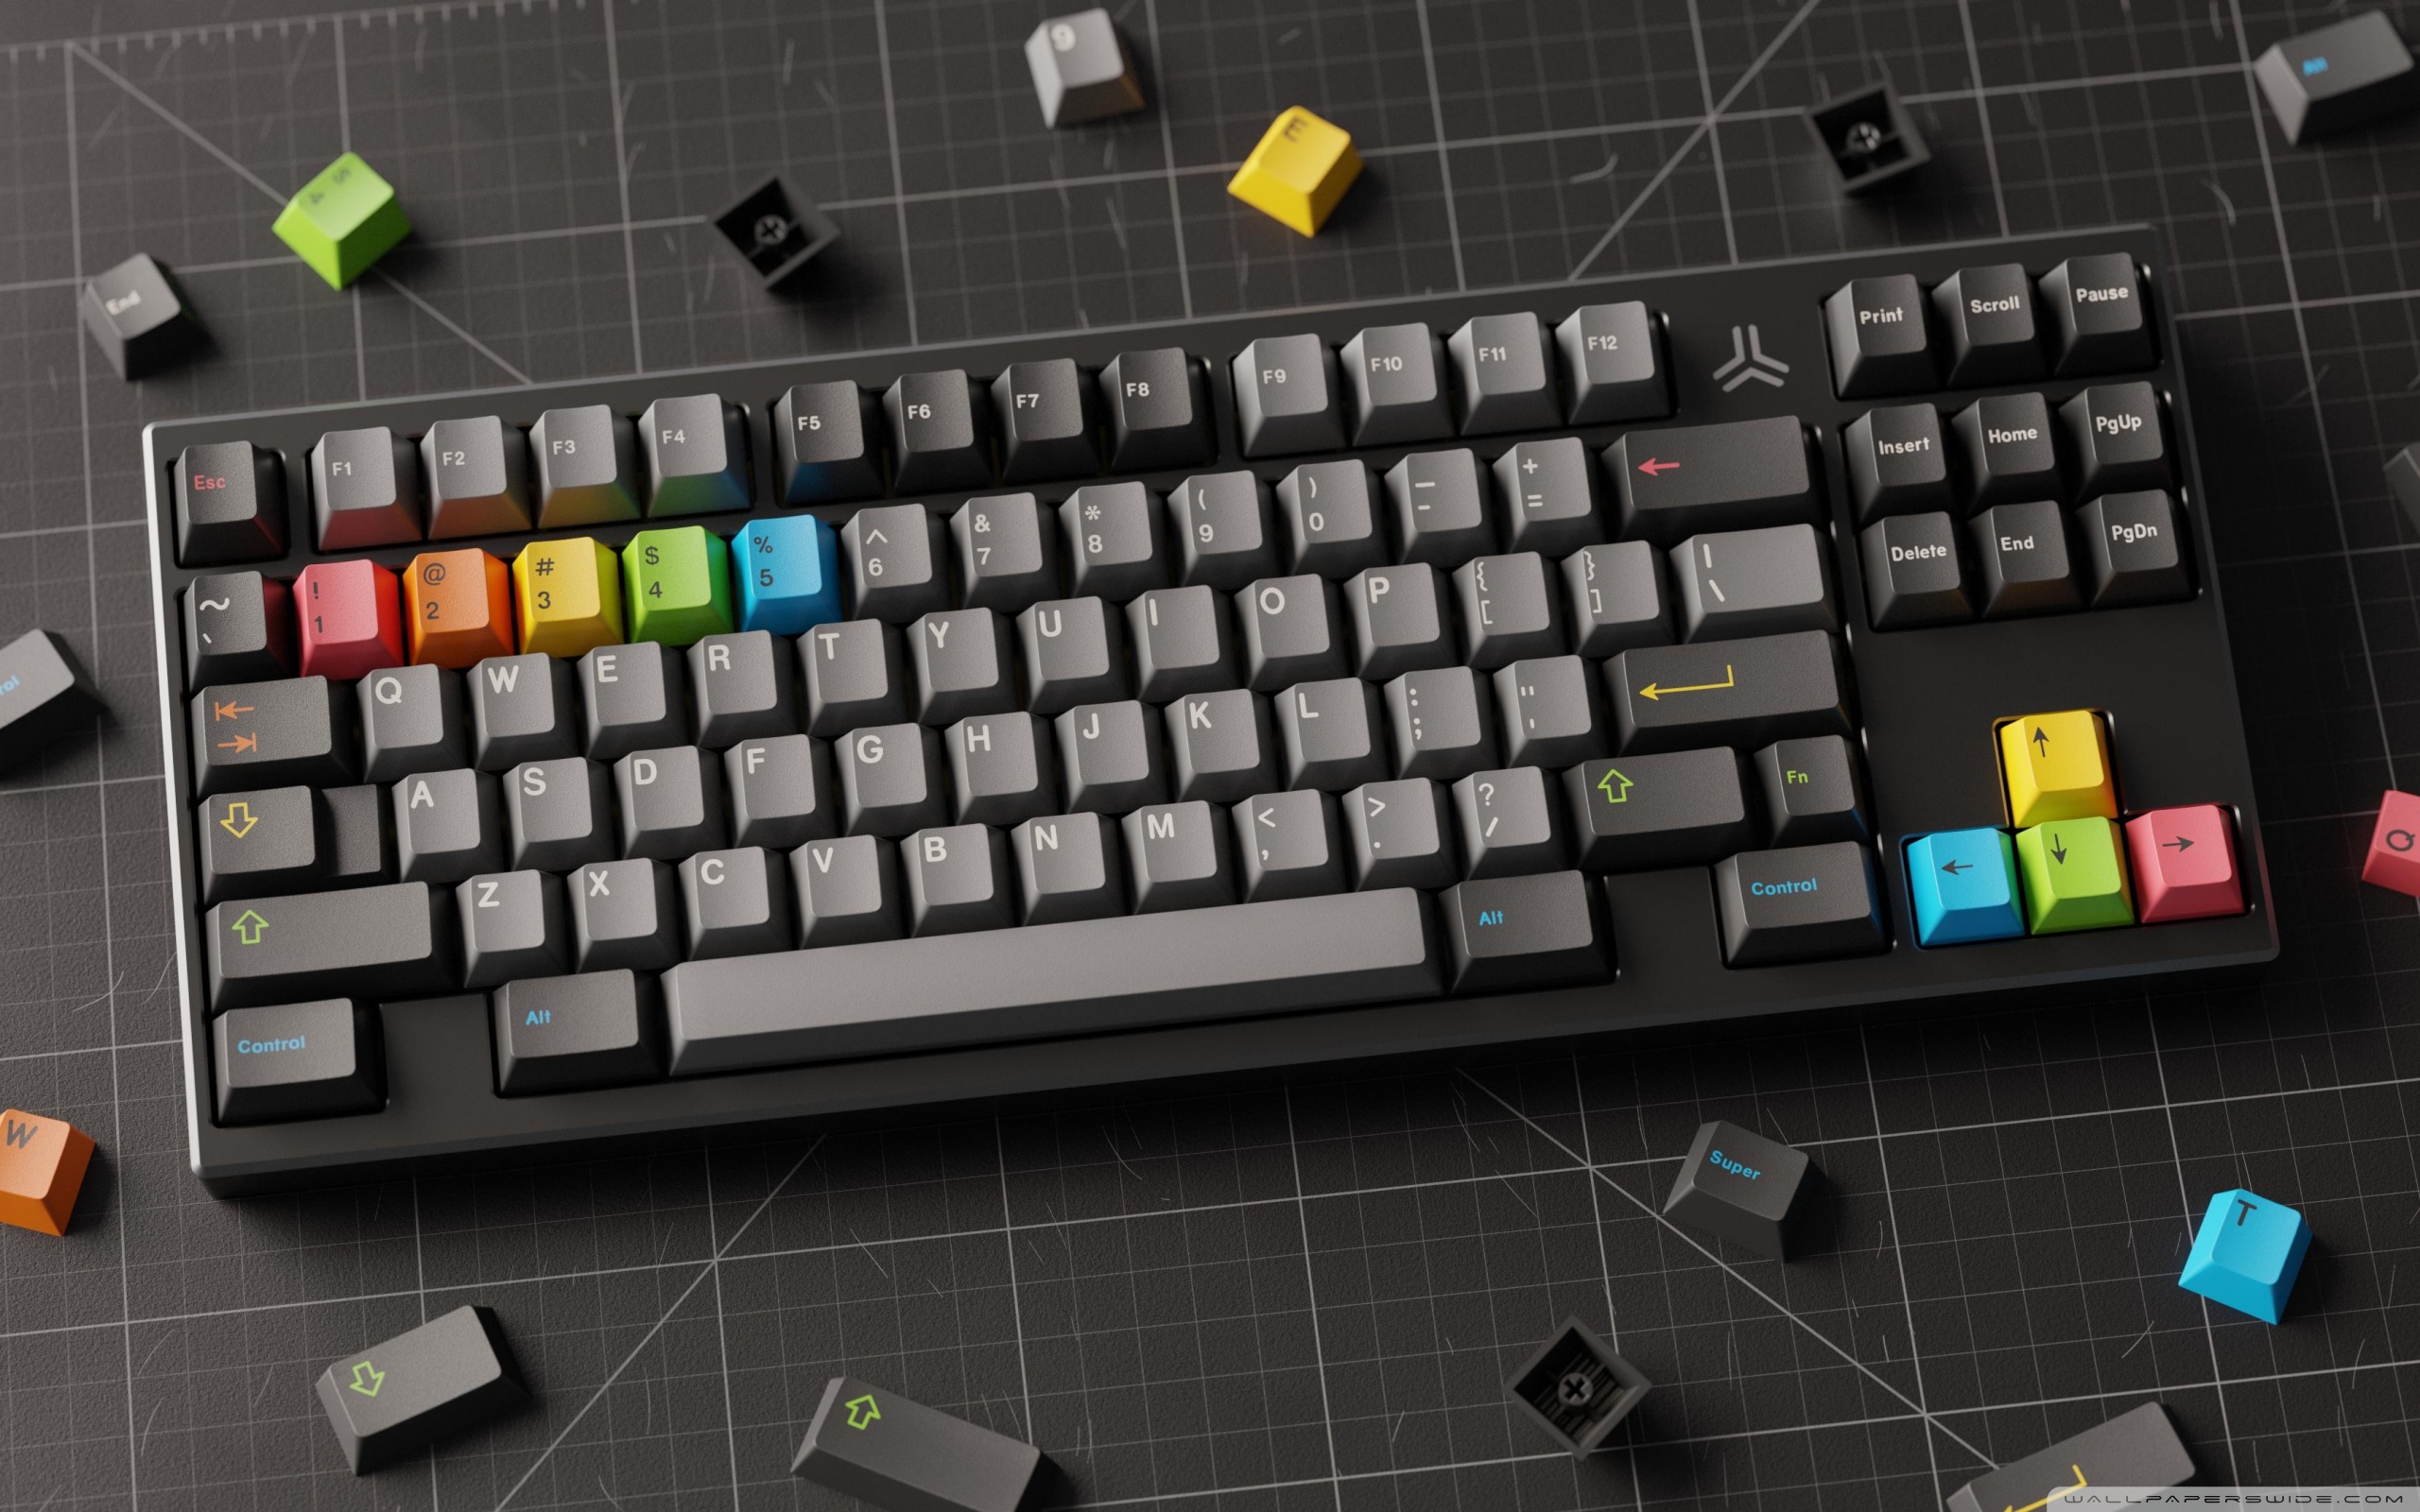 9
E
Alt
End
Esc F1 F2 F3 F4 F5 F6 F7 F8 F9 F10 F11 F12 Print Scroll Pause
~ ! @ # $ % ^ & * ( ) _ + ← Insert Home PgUp
` 1 2 3 4 5 6 7 8 9 0 - =
⇤ Q W E R T Y U I O P { } | Delete End PgDn
⇥ [ ] \
⇩ A S D F G H J K L : "
; '
⇧ Z X C V B N M < > ? ⇧ Fn ↑
, . /
Control Alt Alt Control ← ↓ →
Q
W
Super
T
⇩
⇧
WALLPAPERSWIDE.COM